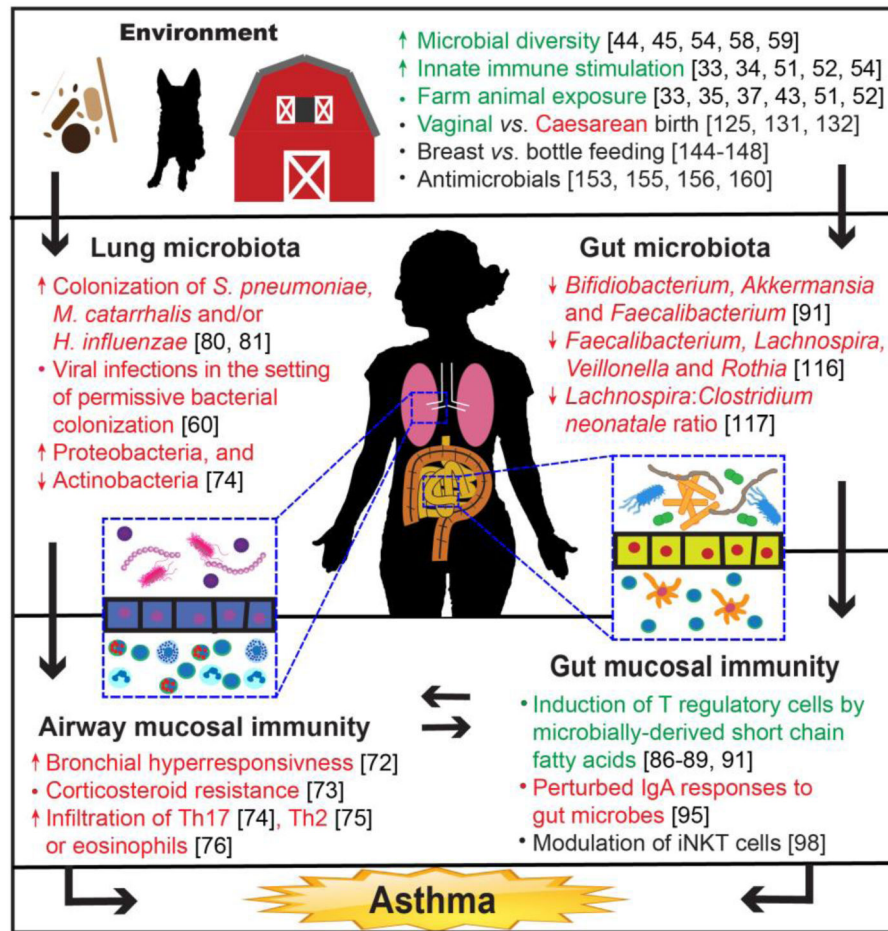 Environment
↑ Microbial diversity [44, 45, 54, 58, 59]
↑ Innate immune stimulation [33, 34, 51, 52, 54]
• Farm animal exposure [33, 35, 37, 43, 51, 52]
• Vaginal vs. Caesarean birth [125, 131, 132]
• Breast vs. bottle feeding [144-148]
• Antimicrobials [153, 155, 156, 160]
Lung microbiota
↑ Colonization of S. pneumoniae,
M. catarrhalis and/or
H. influenzae [80, 81]
• Viral infections in the setting
of permissive bacterial
colonization [60]
↑ Proteobacteria, and
↓ Actinobacteria [74]
Gut microbiota
↓ Bifidiobacterium, Akkermansia
and Faecalibacterium [91]
↓ Faecalibacterium, Lachnospira,
Veillonella and Rothia [116]
↓ Lachnospira:Clostridium
neonatale ratio [117]
Airway mucosal immunity
↑ Bronchial hyperresponsivness [72]
• Corticosteroid resistance [73]
↑ Infiltration of Th17 [74], Th2 [75]
or eosinophils [76]
Gut mucosal immunity
• Induction of T regulatory cells by
microbially-derived short chain
fatty acids [86-89, 91]
• Perturbed IgA responses to
gut microbes [95]
• Modulation of iNKT cells [98]
Asthma